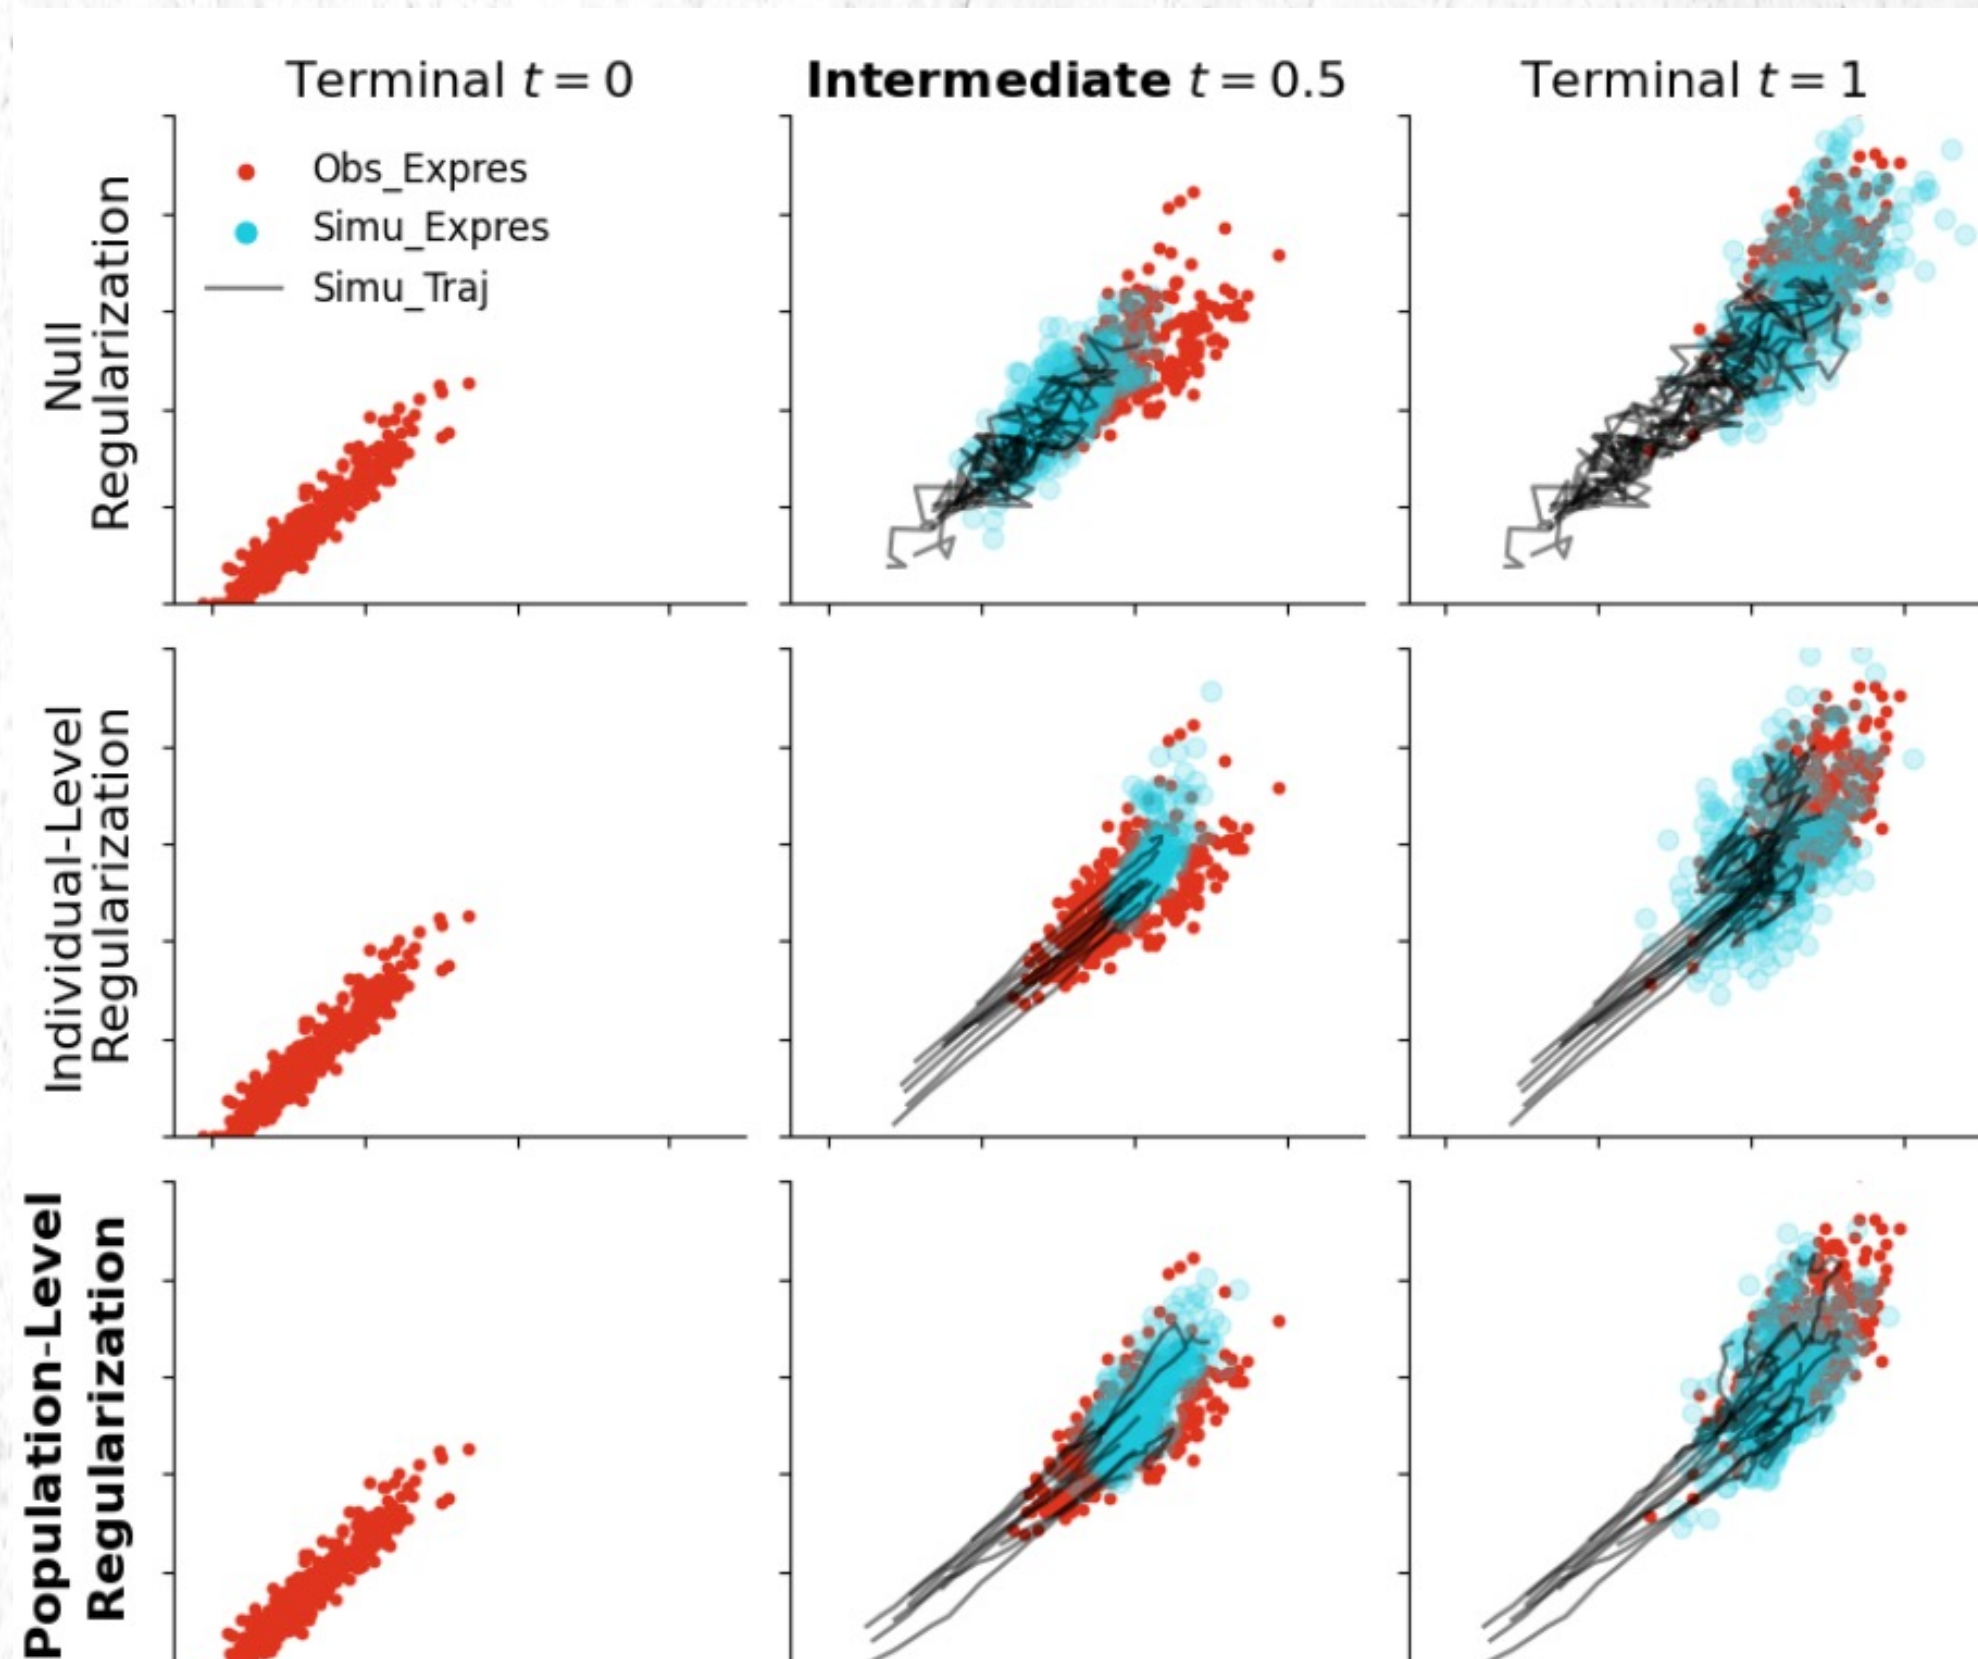 Terminal t = 0
Intermediate t = 0.5
Terminal t = 1
Null
Regularization
Obs_Expres
Simu_Expres
Simu_Traj
Individual-Level
Regularization
Population-Level
Regularization